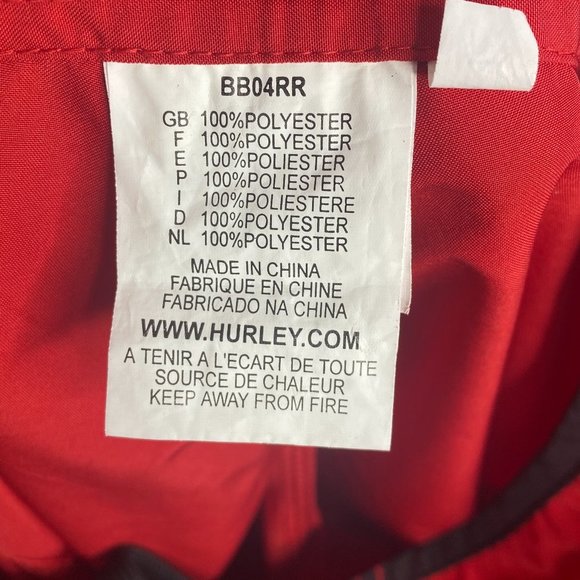 BB04RR
GB 100%POLYESTER
F 100%POLYESTER
E 100%POLIESTER
P 100%POLIESTER
I 100%POLIESTERE
D 100%POLYESTER
NL 100%POLYESTER
MADE IN CHINA
FABRIQUE EN CHINE
FABRICADO NA CHINA
WWW.HURLEY.COM
A TENIR A L'ECART DE TOUTE
SOURCE DE CHALEUR
KEEP AWAY FROM FIRE